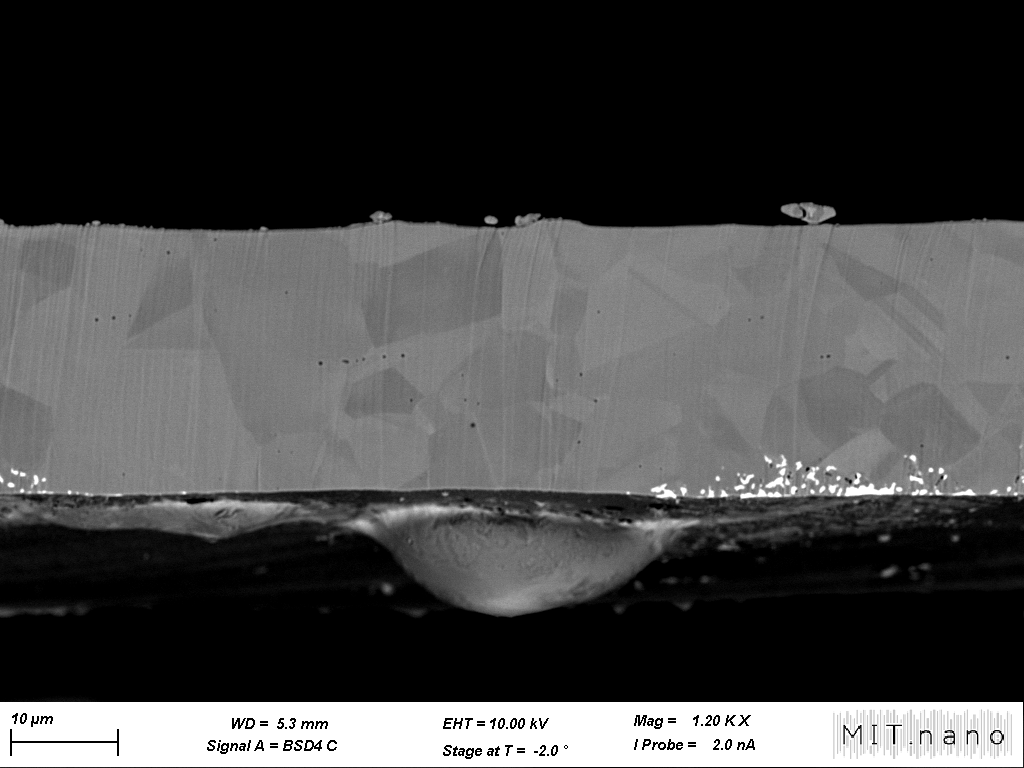 10 µm
WD = 5.3 mm
Signal A = BSD4 C
EHT = 10.00 kV
Stage at T = -2.0 °
Mag = 1.20 K X
I Probe = 2.0 nA
MIT.nano